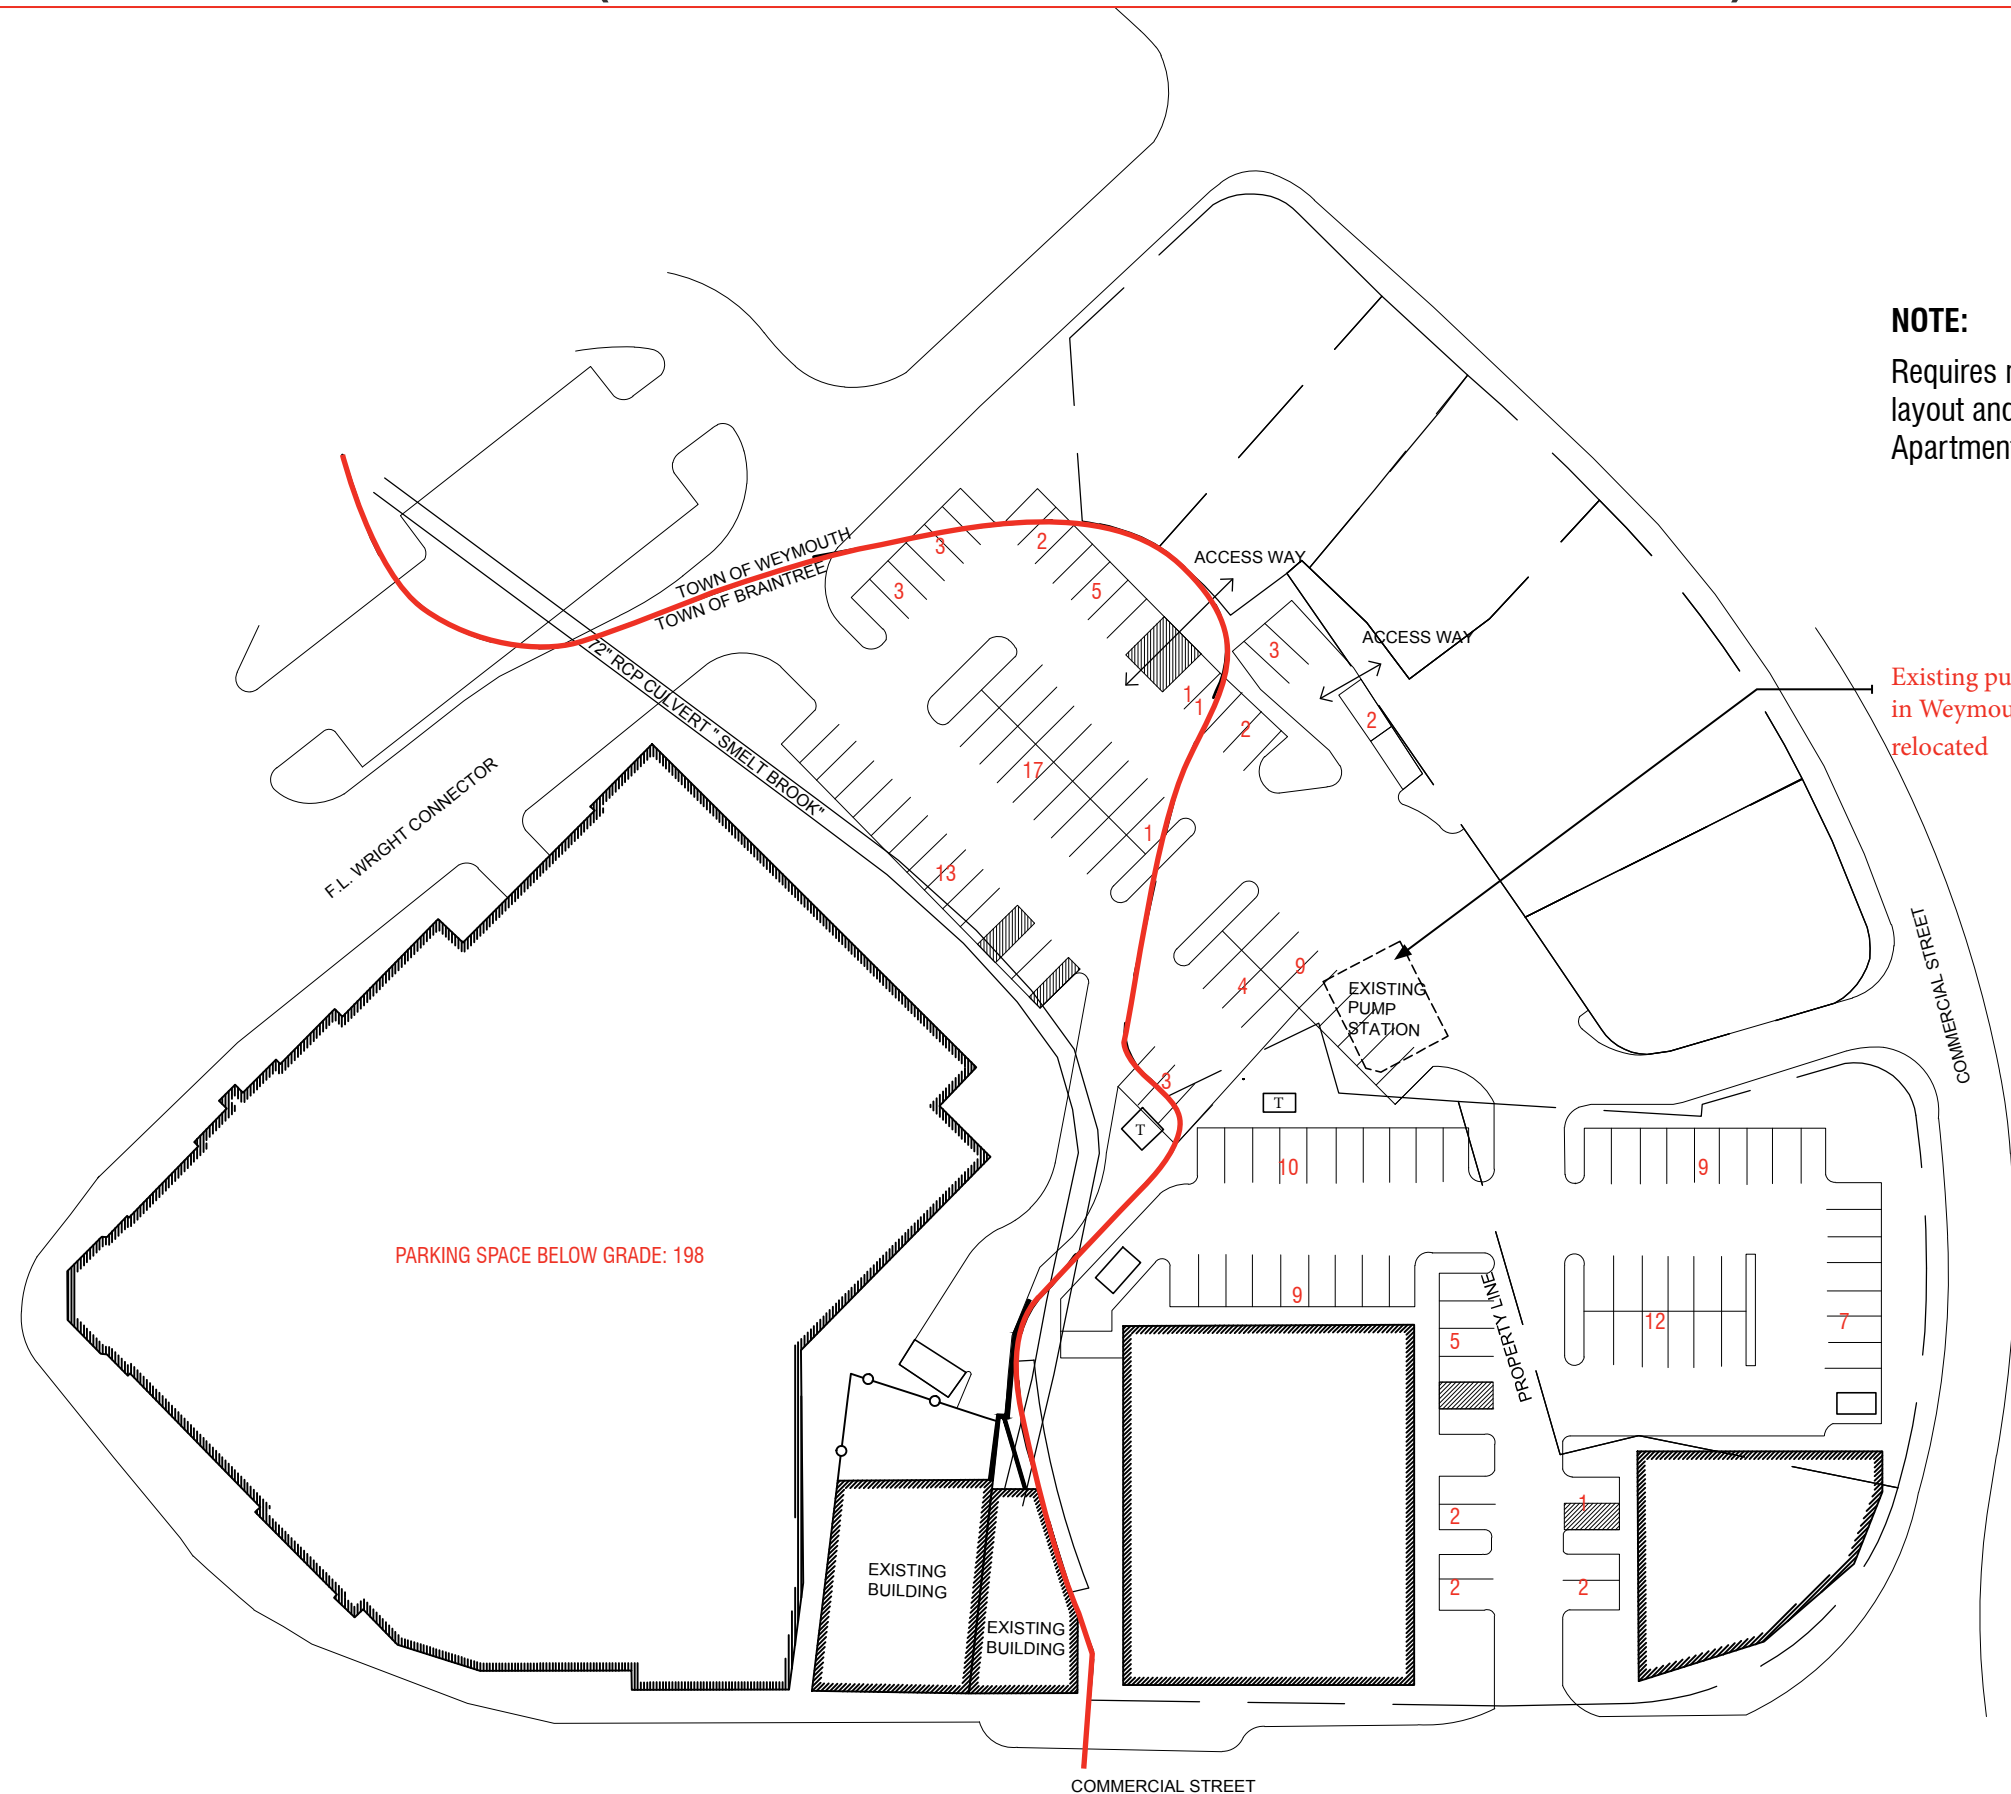 NOTE:
Requires
layout and
Apartmen
TOWN OF WEYMOUTH
TOWN OF BRAINTREE
3
2
3
5
ACCESS WAY
ACCESS WAY
3
1
1
2
2
Existing pu
in Weymou
relocated
72" RCP CULVERT " SMELT BROOK"
F.L. WRIGHT CONNECTOR
17
1
13
9
4
EXISTING
PUMP
STATION
COMMERCIAL STREET
3
T
T
10
9
PARKING SPACE BELOW GRADE: 198
9
5
PROPERTY LINE
12
7
2
1
2
2
EXISTING
BUILDING
EXISTING
BUILDING
COMMERCIAL STREET